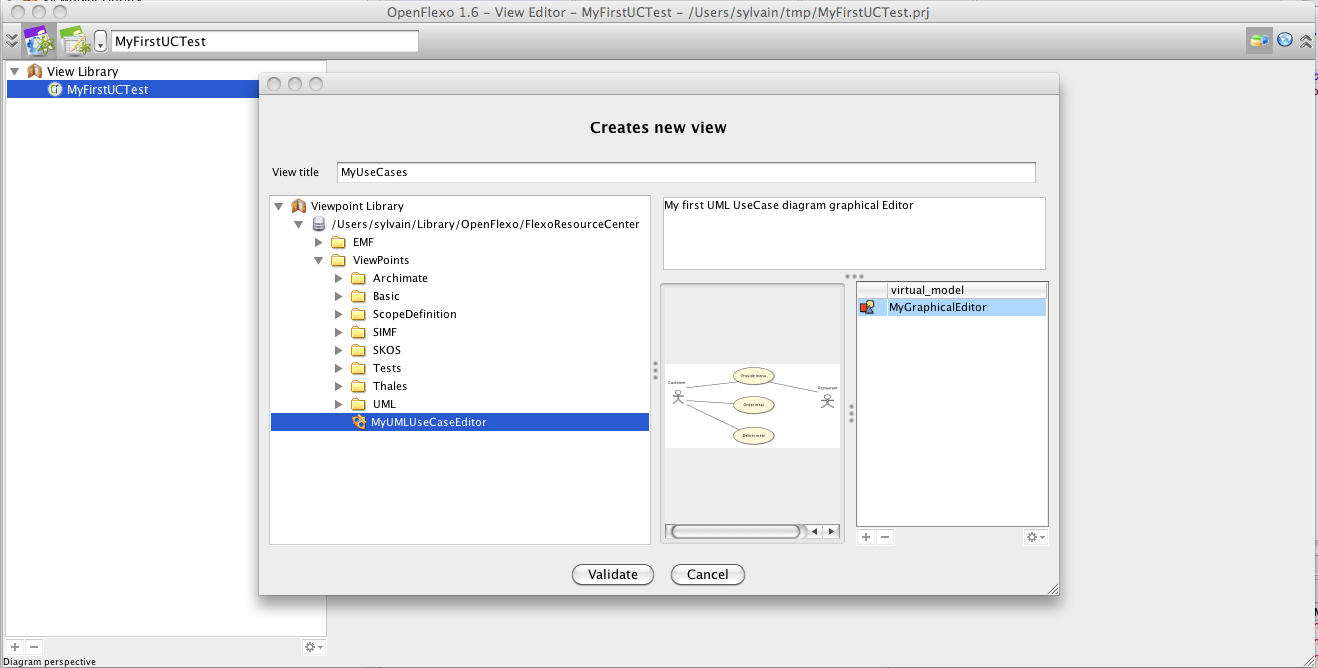 OpenFlexo 1.6 – View Editor – MyFirstUCTest – /Users/sylvain/tmp/MyFirstUCTest.prj
MyFirstUCTest
View Library
MyFirstUCTest
Creates new view
View title
MyUseCases
Viewpoint Library
/Users/sylvain/Library/OpenFlexo/FlexoResourceCenter
EMF
ViewPoints
Archimate
Basic
ScopeDefinition
SIMF
SKOS
Tests
Thales
UML
MyUMLUseCaseEditor
My first UML UseCase diagram graphical Editor
Customer
Provide menu
Restaurant
Order meal
Deliver meal
virtual_model
MyGraphicalEditor
Validate
Cancel
Diagram perspective